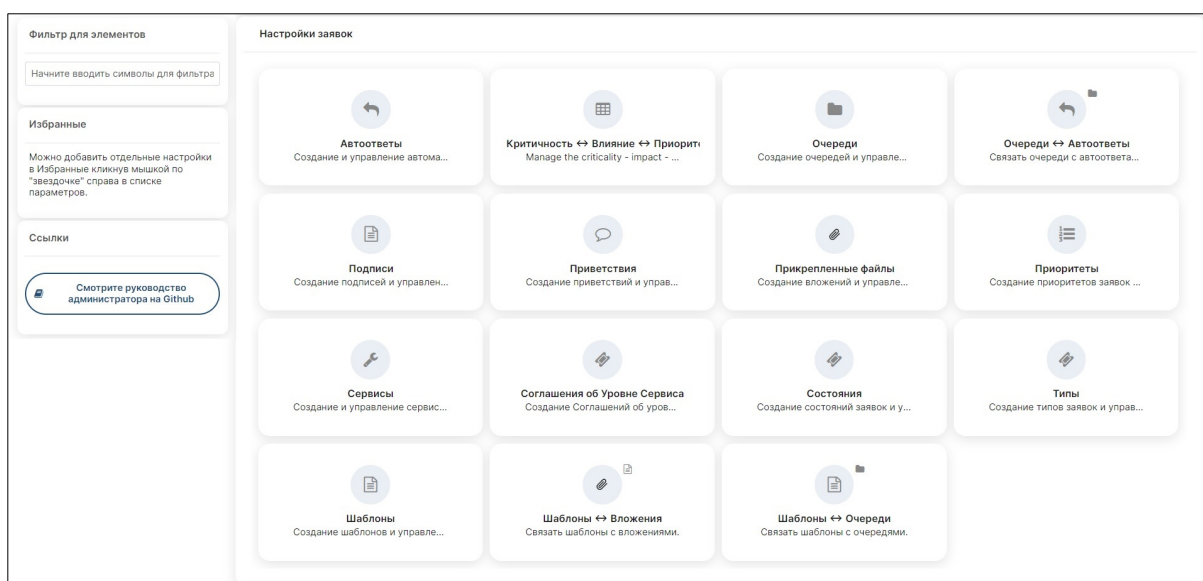 Фильтр для элементов
Начните вводить символы для фильтра
Избранные
Можно добавить отдельные настройки
в Избранные кликнув мышкой по
"звездочке" справа в списке
параметров.
Ссылки
Смотрите руководство
администратора на Github
Настройки заявок
Автоответы
Создание и управление автома...
Критичность ↔ Влияние ↔ Приорит
Manage the criticality - impact - ...
Очереди
Создание очередей и управле...
Очереди ↔ Автоответы
Связать очереди с автоответа...
Подписи
Создание подписей и управлен...
Приветствия
Создание приветствий и управ...
Прикрепленные файлы
Создание вложений и управле...
Приоритеты
Создание приоритетов заявок ...
Сервисы
Создание и управление сервис...
Соглашения об Уровне Сервиса
Создание Соглашений об уров...
Состояния
Создание состояний заявок и у...
Типы
Создание типов заявок и управ...
Шаблоны
Создание шаблонов и управле...
Шаблоны ↔ Вложения
Связать шаблоны с вложениями.
Шаблоны ↔ Очереди
Связать шаблоны с очередями.